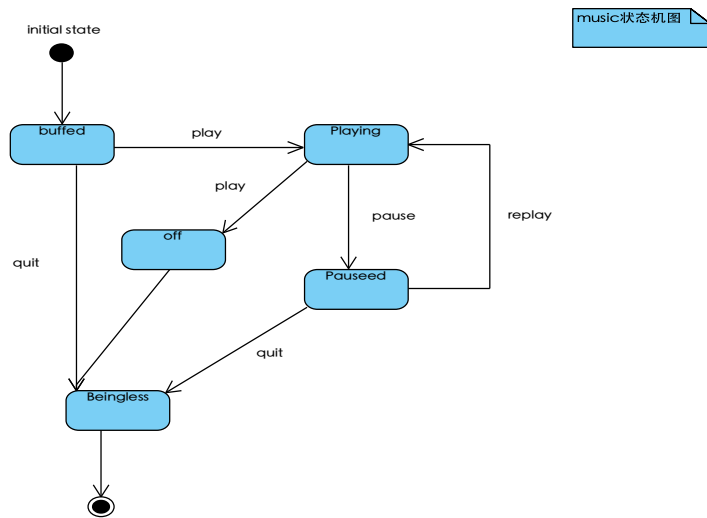 initial state
music状态机图
buffed
play
Playing
play
pause
replay
off
quit
Pauseed
quit
Beingless